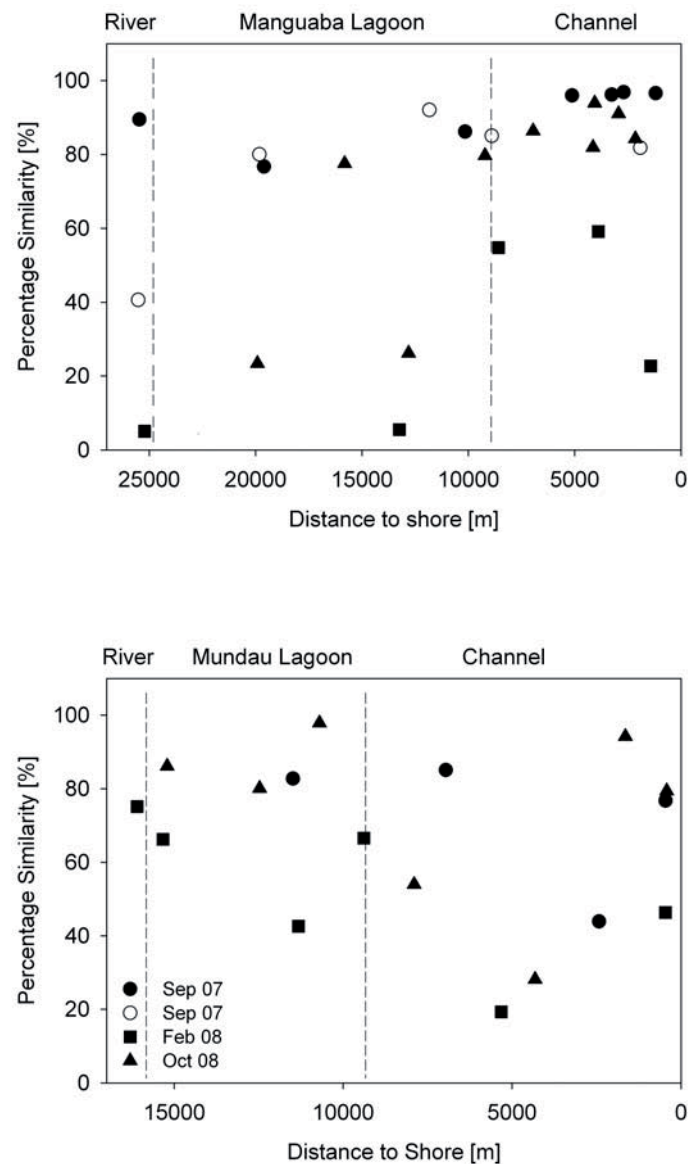 River Manguaba Lagoon Channel
100
80
60
40
20
0
Percentage Similarity [%]
25000 20000 15000 10000 5000 0
Distance to shore [m]
River Mundau Lagoon Channel
100
80
60
40
20
0
Percentage Similarity [%]
Sep 07
Sep 07
Feb 08
Oct 08
15000 10000 5000 0
Distance to Shore [m]